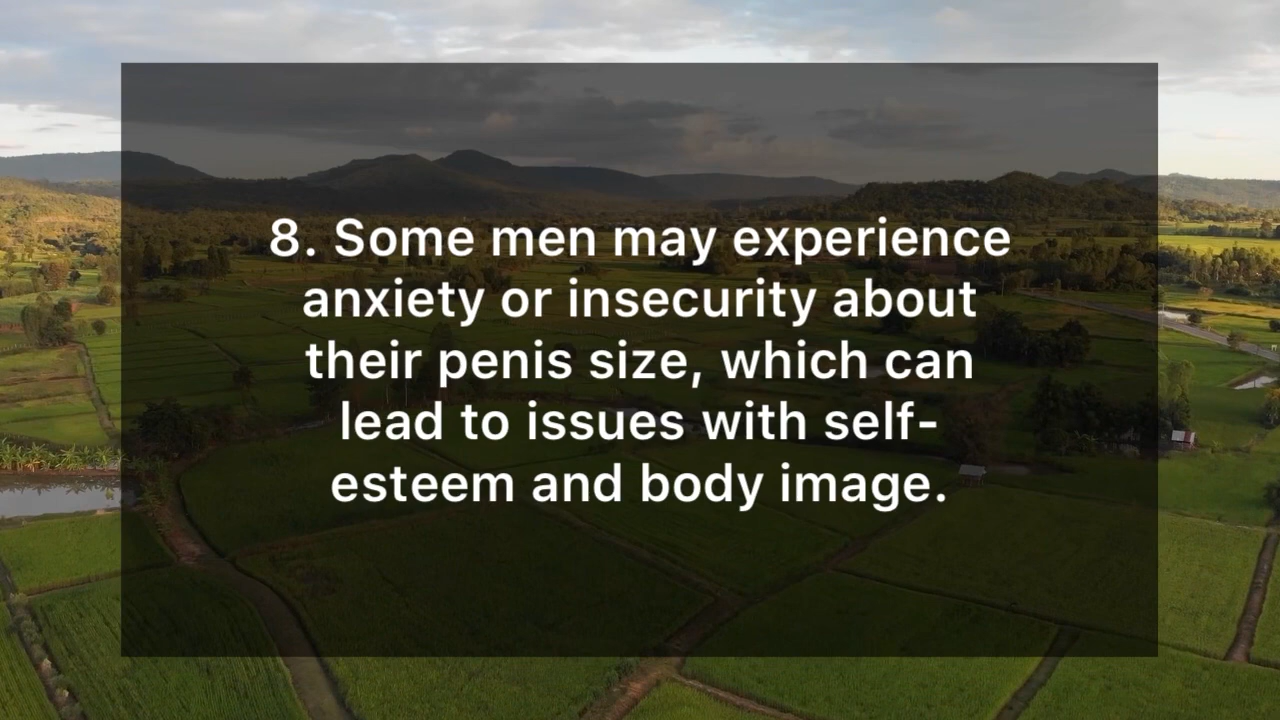 8. Some men may experience
anxiety or insecurity about
their penis size, which can
lead to issues with self-
esteem and body image.